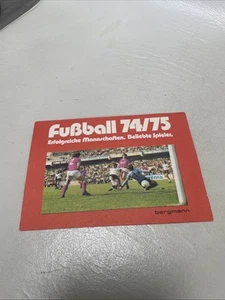 Fußball 74/75
Erfolgreiche Mannschaften. Beliebte Spieler.
bergmann